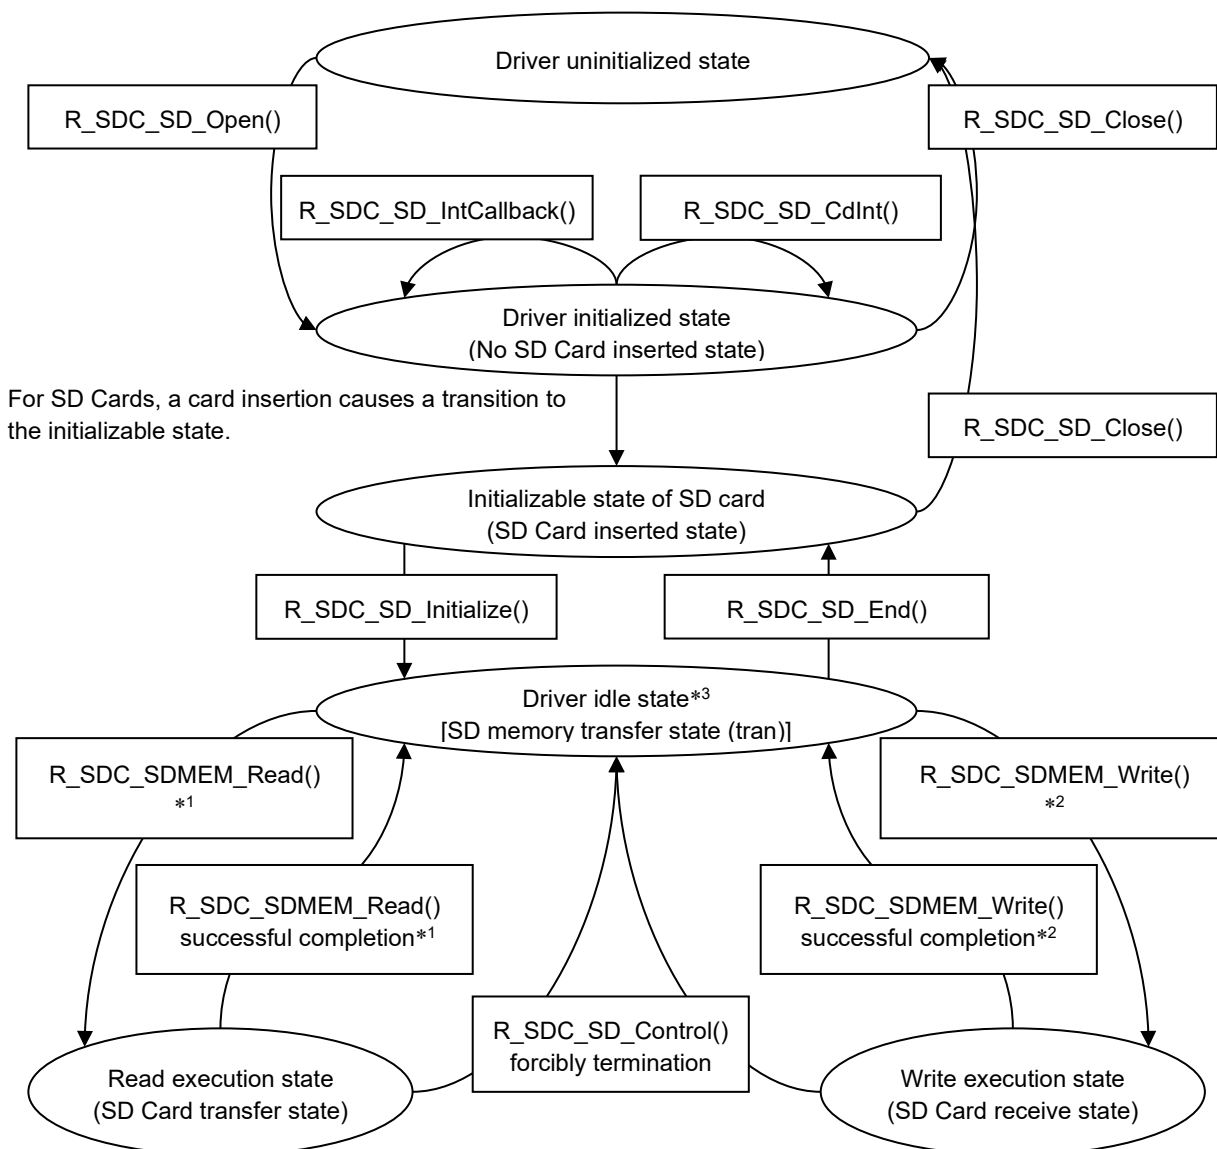 Driver uninitialized state
R_SDC_SD_Open()
R_SDC_SD_Close()
R_SDC_SD_IntCallback()
R_SDC_SD_CdInt()
Driver initialized state
(No SD Card inserted state)
For SD Cards, a card insertion causes a transition to
the initializable state.
R_SDC_SD_Close()
Initializable state of SD card
(SD Card inserted state)
R_SDC_SD_Initialize()
R_SDC_SD_End()
Driver idle state*3
[SD memory transfer state (tran)]
R_SDC_SDMEM_Read()
*1
R_SDC_SDMEM_Write()
*2
R_SDC_SDMEM_Read()
successful completion*1
R_SDC_SDMEM_Write()
successful completion*2
R_SDC_SD_Control()
forcibly termination
Read execution state
(SD Card transfer state)
Write execution state
(SD Card receive state)